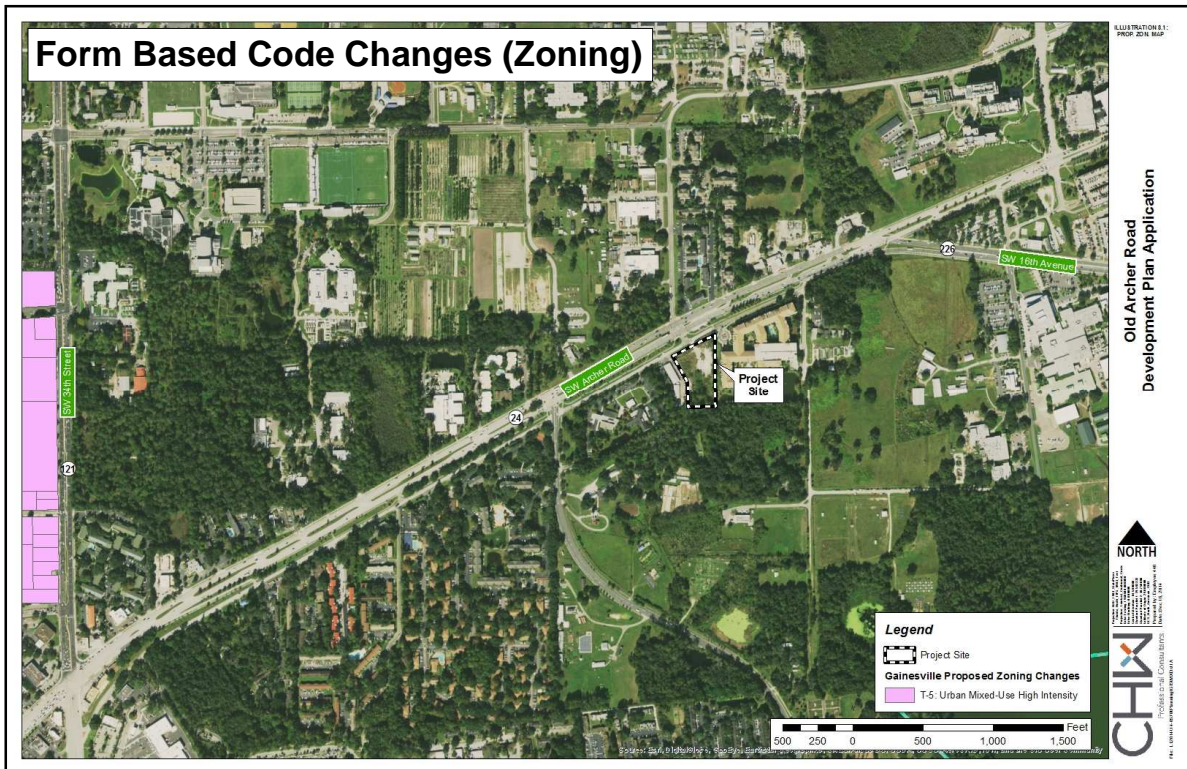 Form Based Code Changes (Zoning)
ILLUSTRATION 8.1:
PROP. ZON. MAP
Old Archer Road
Development Plan Application
226
SW 16th Avenue
SW 34th Street
SW Archer Road
Project
Site
24
121
NORTH
Legend
Project Site
Gainesville Proposed Zoning Changes
T-5: Urban Mixed-Use High Intensity
Feet
500 250 0 500 1,000 1,500
CHW
Professional Consultants